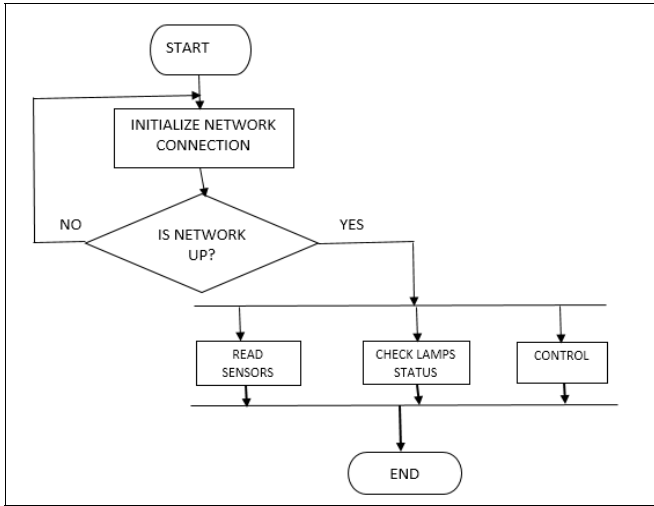 START
INITIALIZE NETWORK
CONNECTION
NO
IS NETWORK
UP?
YES
READ
SENSORS
CHECK LAMPS
STATUS
CONTROL
END